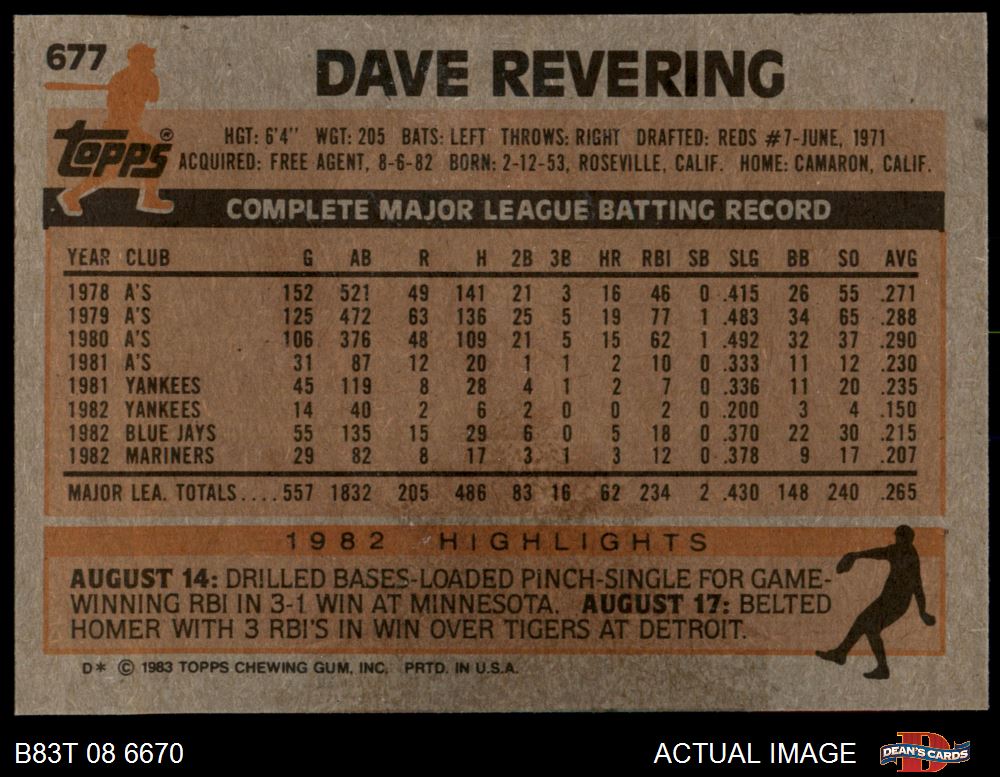 677
DAVE REVERING
topps®
HGT: 6'4" WGT: 205 BATS: LEFT THROWS: RIGHT DRAFTED: REDS #7-JUNE, 1971
ACQUIRED: FREE AGENT, 8-6-82 BORN: 2-12-53, ROSEVILLE, CALIF. HOME: CAMARON, CALIF.
COMPLETE MAJOR LEAGUE BATTING RECORD
YEAR CLUB G AB R H 2B 3B HR RBI SB SLG BB SO AVG
1978 A'S 152 521 49 141 21 3 16 46 0 .415 26 55 .271
1979 A'S 125 472 63 136 25 5 19 77 1 .483 34 65 .288
1980 A'S 106 376 48 109 21 5 15 62 1 .492 32 37 .290
1981 A'S 31 87 12 20 1 1 2 10 0 .333 11 12 .230
1981 YANKEES 45 119 8 28 4 1 2 7 0 .336 11 20 .235
1982 YANKEES 14 40 2 6 2 0 0 2 0 .200 3 4 .150
1982 BLUE JAYS 55 135 15 29 6 0 5 18 0 .370 22 30 .215
1982 MARINERS 29 82 8 17 3 1 3 12 0 .378 9 17 .207
MAJOR LEA. TOTALS.... 557 1832 205 486 83 16 62 234 2 .430 148 240 .265
1982 HIGHLIGHTS
AUGUST 14: DRILLED BASES-LOADED PINCH-SINGLE FOR GAME-
WINNING RBI IN 3-1 WIN AT MINNESOTA. AUGUST 17: BELTED
HOMER WITH 3 RBI'S IN WIN OVER TIGERS AT DETROIT.
D* © 1983 TOPPS CHEWING GUM, INC. PRTD. IN U.S.A.
B83T 08 6670
ACTUAL IMAGE
D
DEAN'S CARDS